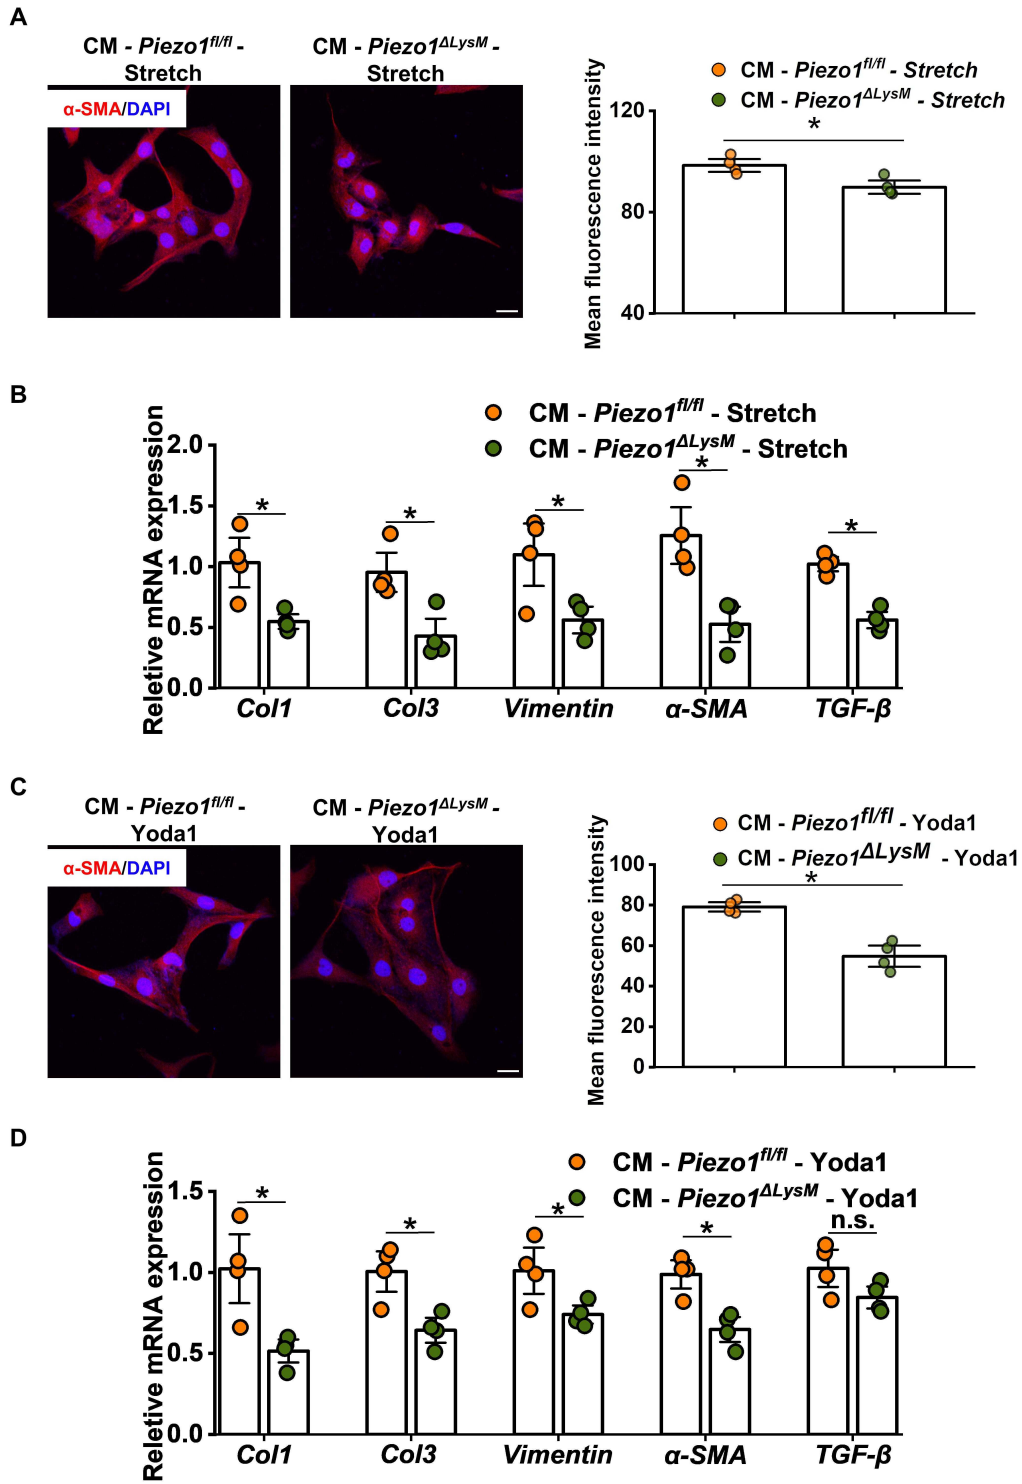 A
CM - Piezo1fl/fl -
Stretch
CM - Piezo1ΔLysM -
Stretch
α-SMA/DAPI
CM - Piezo1fl/fl - Stretch
CM - Piezo1ΔLysM - Stretch
Mean fluorescence intensity
120
80
40
*
B
CM - Piezo1fl/fl - Stretch
CM - Piezo1ΔLysM - Stretch
Reletive mRNA expression
2.0
1.5
1.0
0.5
0.0
*
*
*
*
*
Col1
Col3
Vimentin
α-SMA
TGF-β
C
CM - Piezo1fl/fl -
Yoda1
CM - Piezo1ΔLysM -
Yoda1
α-SMA/DAPI
CM - Piezo1fl/fl - Yoda1
CM - Piezo1ΔLysM - Yoda1
Mean fluorescence intensity
100
80
60
40
20
0
*
D
CM - Piezo1fl/fl - Yoda1
CM - Piezo1ΔLysM - Yoda1
Reletive mRNA expression
1.5
1.0
0.5
0.0
*
*
*
*
n.s.
Col1
Col3
Vimentin
α-SMA
TGF-β